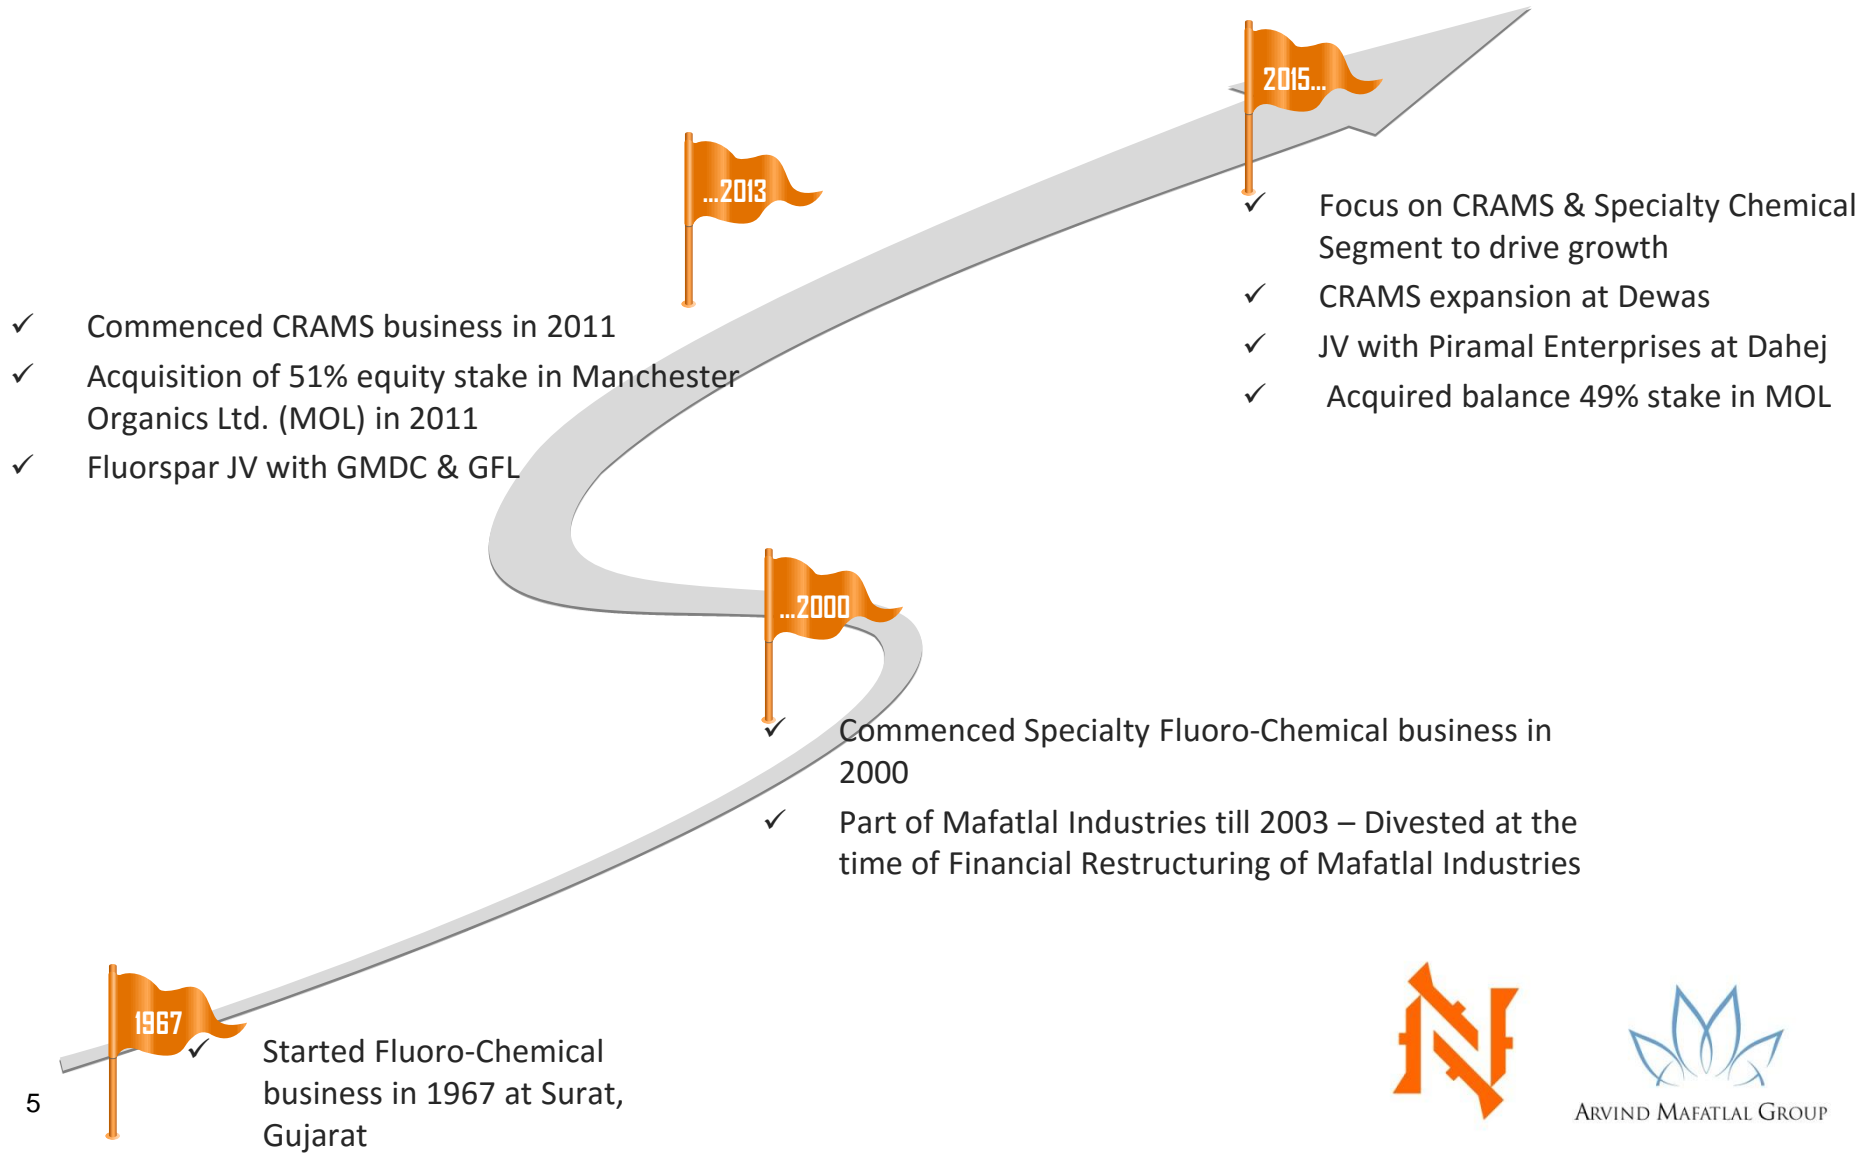 2015...
...2013
✓ Focus on CRAMS & Specialty Chemical
Segment to drive growth
✓ CRAMS expansion at Dewas
✓ JV with Piramal Enterprises at Dahej
✓ Acquired balance 49% stake in MOL
✓ Commenced CRAMS business in 2011
✓ Acquisition of 51% equity stake in Manchester
Organics Ltd. (MOL) in 2011
✓ Fluorspar JV with GMDC & GFL
...2000
✓ Commenced Specialty Fluoro-Chemical business in
2000
✓ Part of Mafatlal Industries till 2003 – Divested at the
time of Financial Restructuring of Mafatlal Industries
1967
✓ Started Fluoro-Chemical
business in 1967 at Surat,
Gujarat
5
N
ARVIND MAFATLAL GROUP